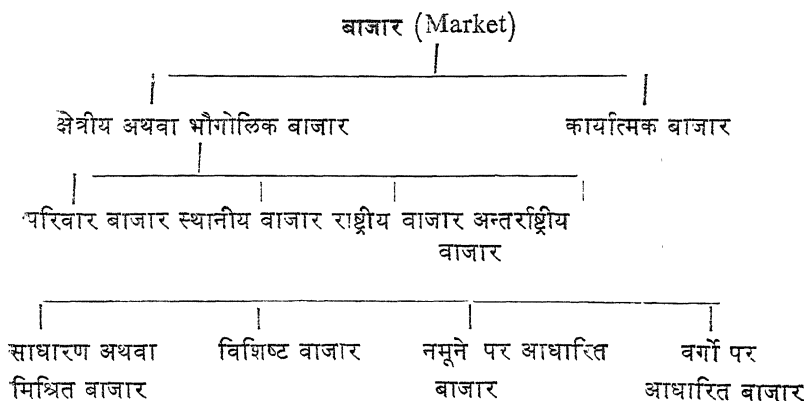 बाजार (Market)
क्षेत्रीय अथवा भौगोलिक बाजार कार्यात्मक बाजार
परिवार बाजार स्थानीय बाजार राष्ट्रीय बाजार अन्तर्राष्ट्रीय
बाजार
साधारण अथवा विशिष्ट बाजार नमूने पर आधारित वर्गो पर
मिश्रित बाजार बाजार आधारित बाजार